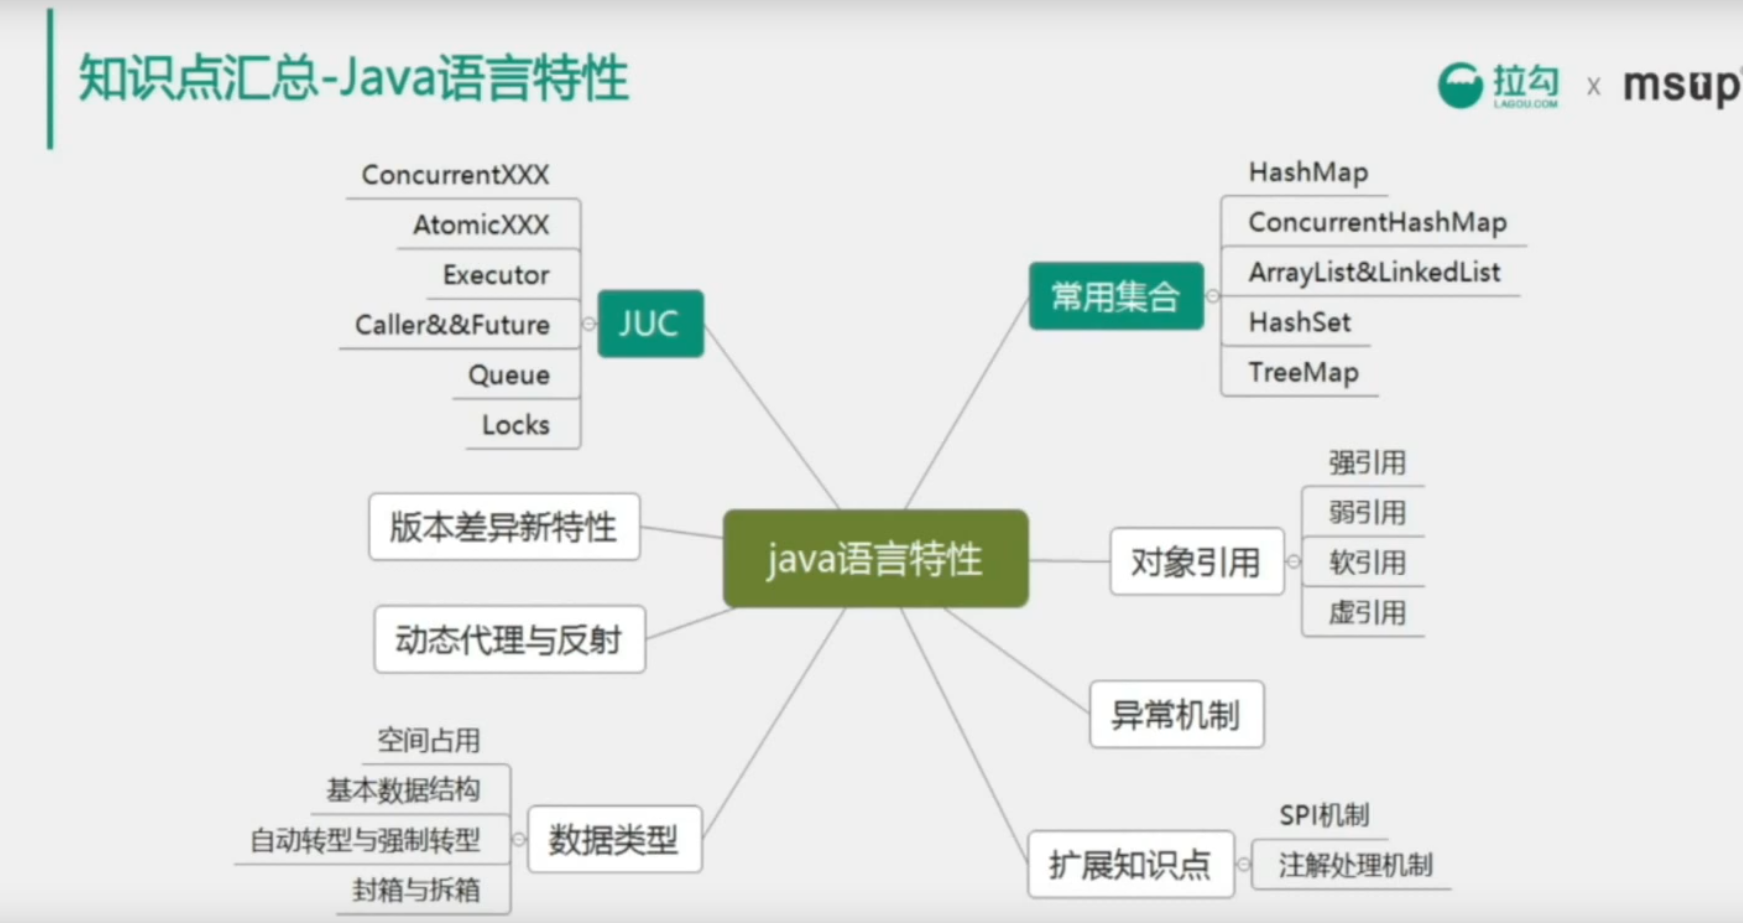 知识点汇总-Java语言特性
拉勾
LAGOU.COM
x
msup
ConcurrentXXX
AtomicXXX
Executor
Caller&&Future
Queue
Locks
JUC
常用集合
HashMap
ConcurrentHashMap
ArrayList&LinkedList
HashSet
TreeMap
版本差异新特性
java语言特性
对象引用
强引用
弱引用
软引用
虚引用
动态代理与反射
异常机制
空间占用
基本数据结构
自动转型与强制转型
封箱与拆箱
数据类型
扩展知识点
SPI机制
注解处理机制